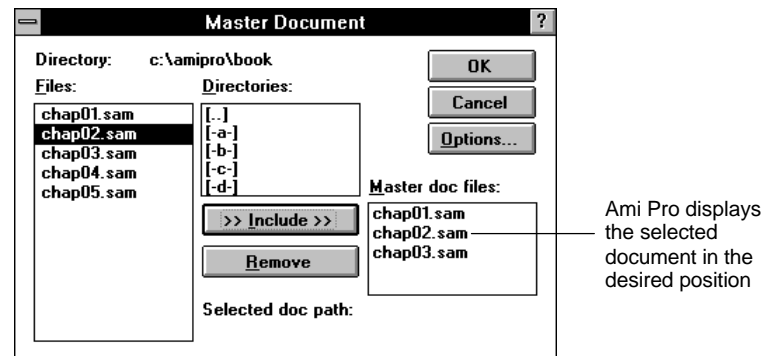 Master Document
?
Directory: c:\amipro\book
Files:
chap01.sam
chap02.sam
chap03.sam
chap04.sam
chap05.sam
Directories:
[..]
[-a-]
[-b-]
[-c-]
[-d-]
>> Include >>
Remove
Selected doc path:
OK
Cancel
Options...
Master doc files:
chap01.sam
chap02.sam
chap03.sam
Ami Pro displays
the selected
document in the
desired position